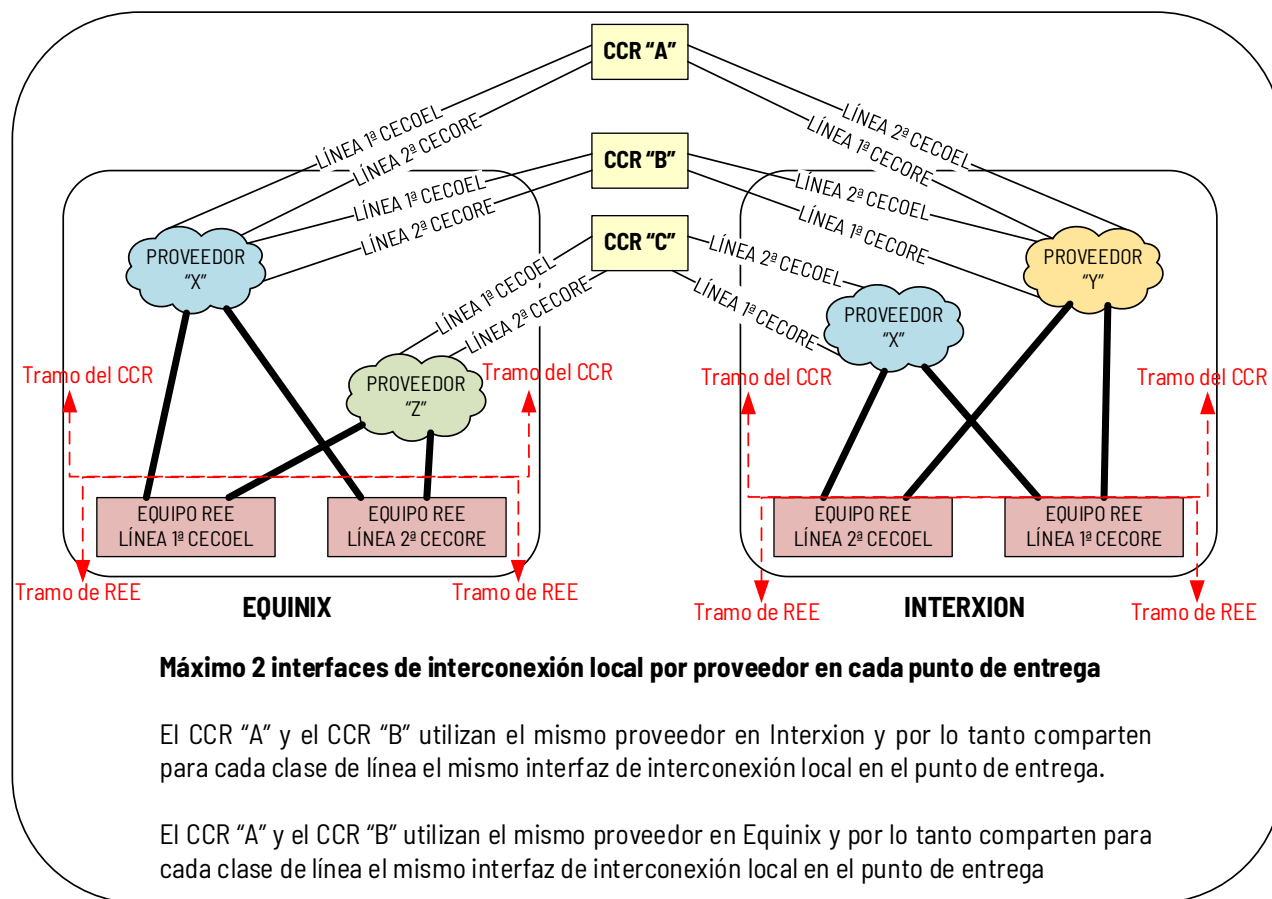 CCR “A”
LÍNEA 1ª CECOEL
LÍNEA 2ª CECORE
LÍNEA 2ª CECOEL
LÍNEA 1ª CECORE
CCR “B”
LÍNEA 1ª CECOEL
LÍNEA 2ª CECORE
LÍNEA 2ª CECOEL
LÍNEA 1ª CECORE
CCR “C”
LÍNEA 1ª CECOEL
LÍNEA 2ª CECORE
LÍNEA 2ª CECOEL
LÍNEA 1ª CECORE
PROVEEDOR
“X”
PROVEEDOR
“Y”
PROVEEDOR
“X”
PROVEEDOR
“Z”
Tramo del CCR
Tramo del CCR
Tramo del CCR
Tramo del CCR
EQUIPO REE
LÍNEA 1ª CECOEL
EQUIPO REE
LÍNEA 2ª CECORE
EQUIPO REE
LÍNEA 2ª CECOEL
EQUIPO REE
LÍNEA 1ª CECORE
Tramo de REE
Tramo de REE
Tramo de REE
Tramo de REE
EQUINIX
INTERXION
Máximo 2 interfaces de interconexión local por proveedor en cada punto de entrega
El CCR “A” y el CCR “B” utilizan el mismo proveedor en Interxion y por lo tanto comparten
para cada clase de línea el mismo interfaz de interconexión local en el punto de entrega.
El CCR “A” y el CCR “B” utilizan el mismo proveedor en Equinix y por lo tanto comparten para
cada clase de línea el mismo interfaz de interconexión local en el punto de entrega